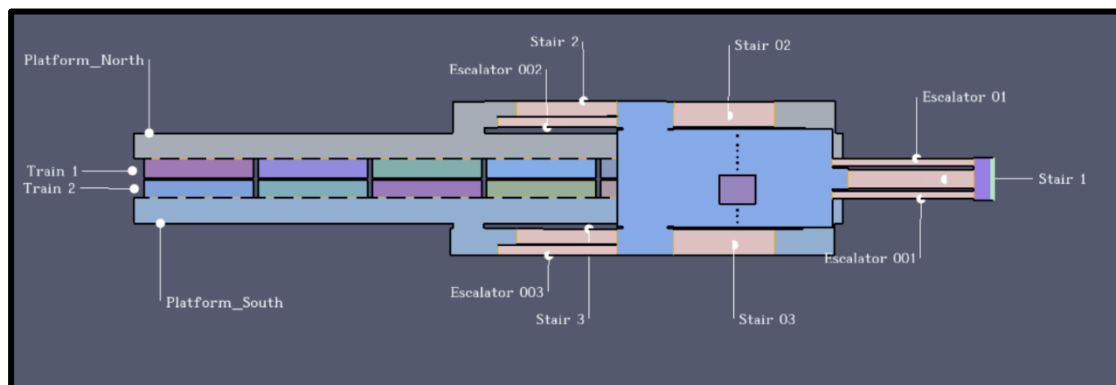 Stair 2
Stair 02
Platform_North
Escalator 002
Escalator 01
Train 1
Train 2
Stair 1
Escalator 001
Escalator 003
Platform_South
Stair 3
Stair 03